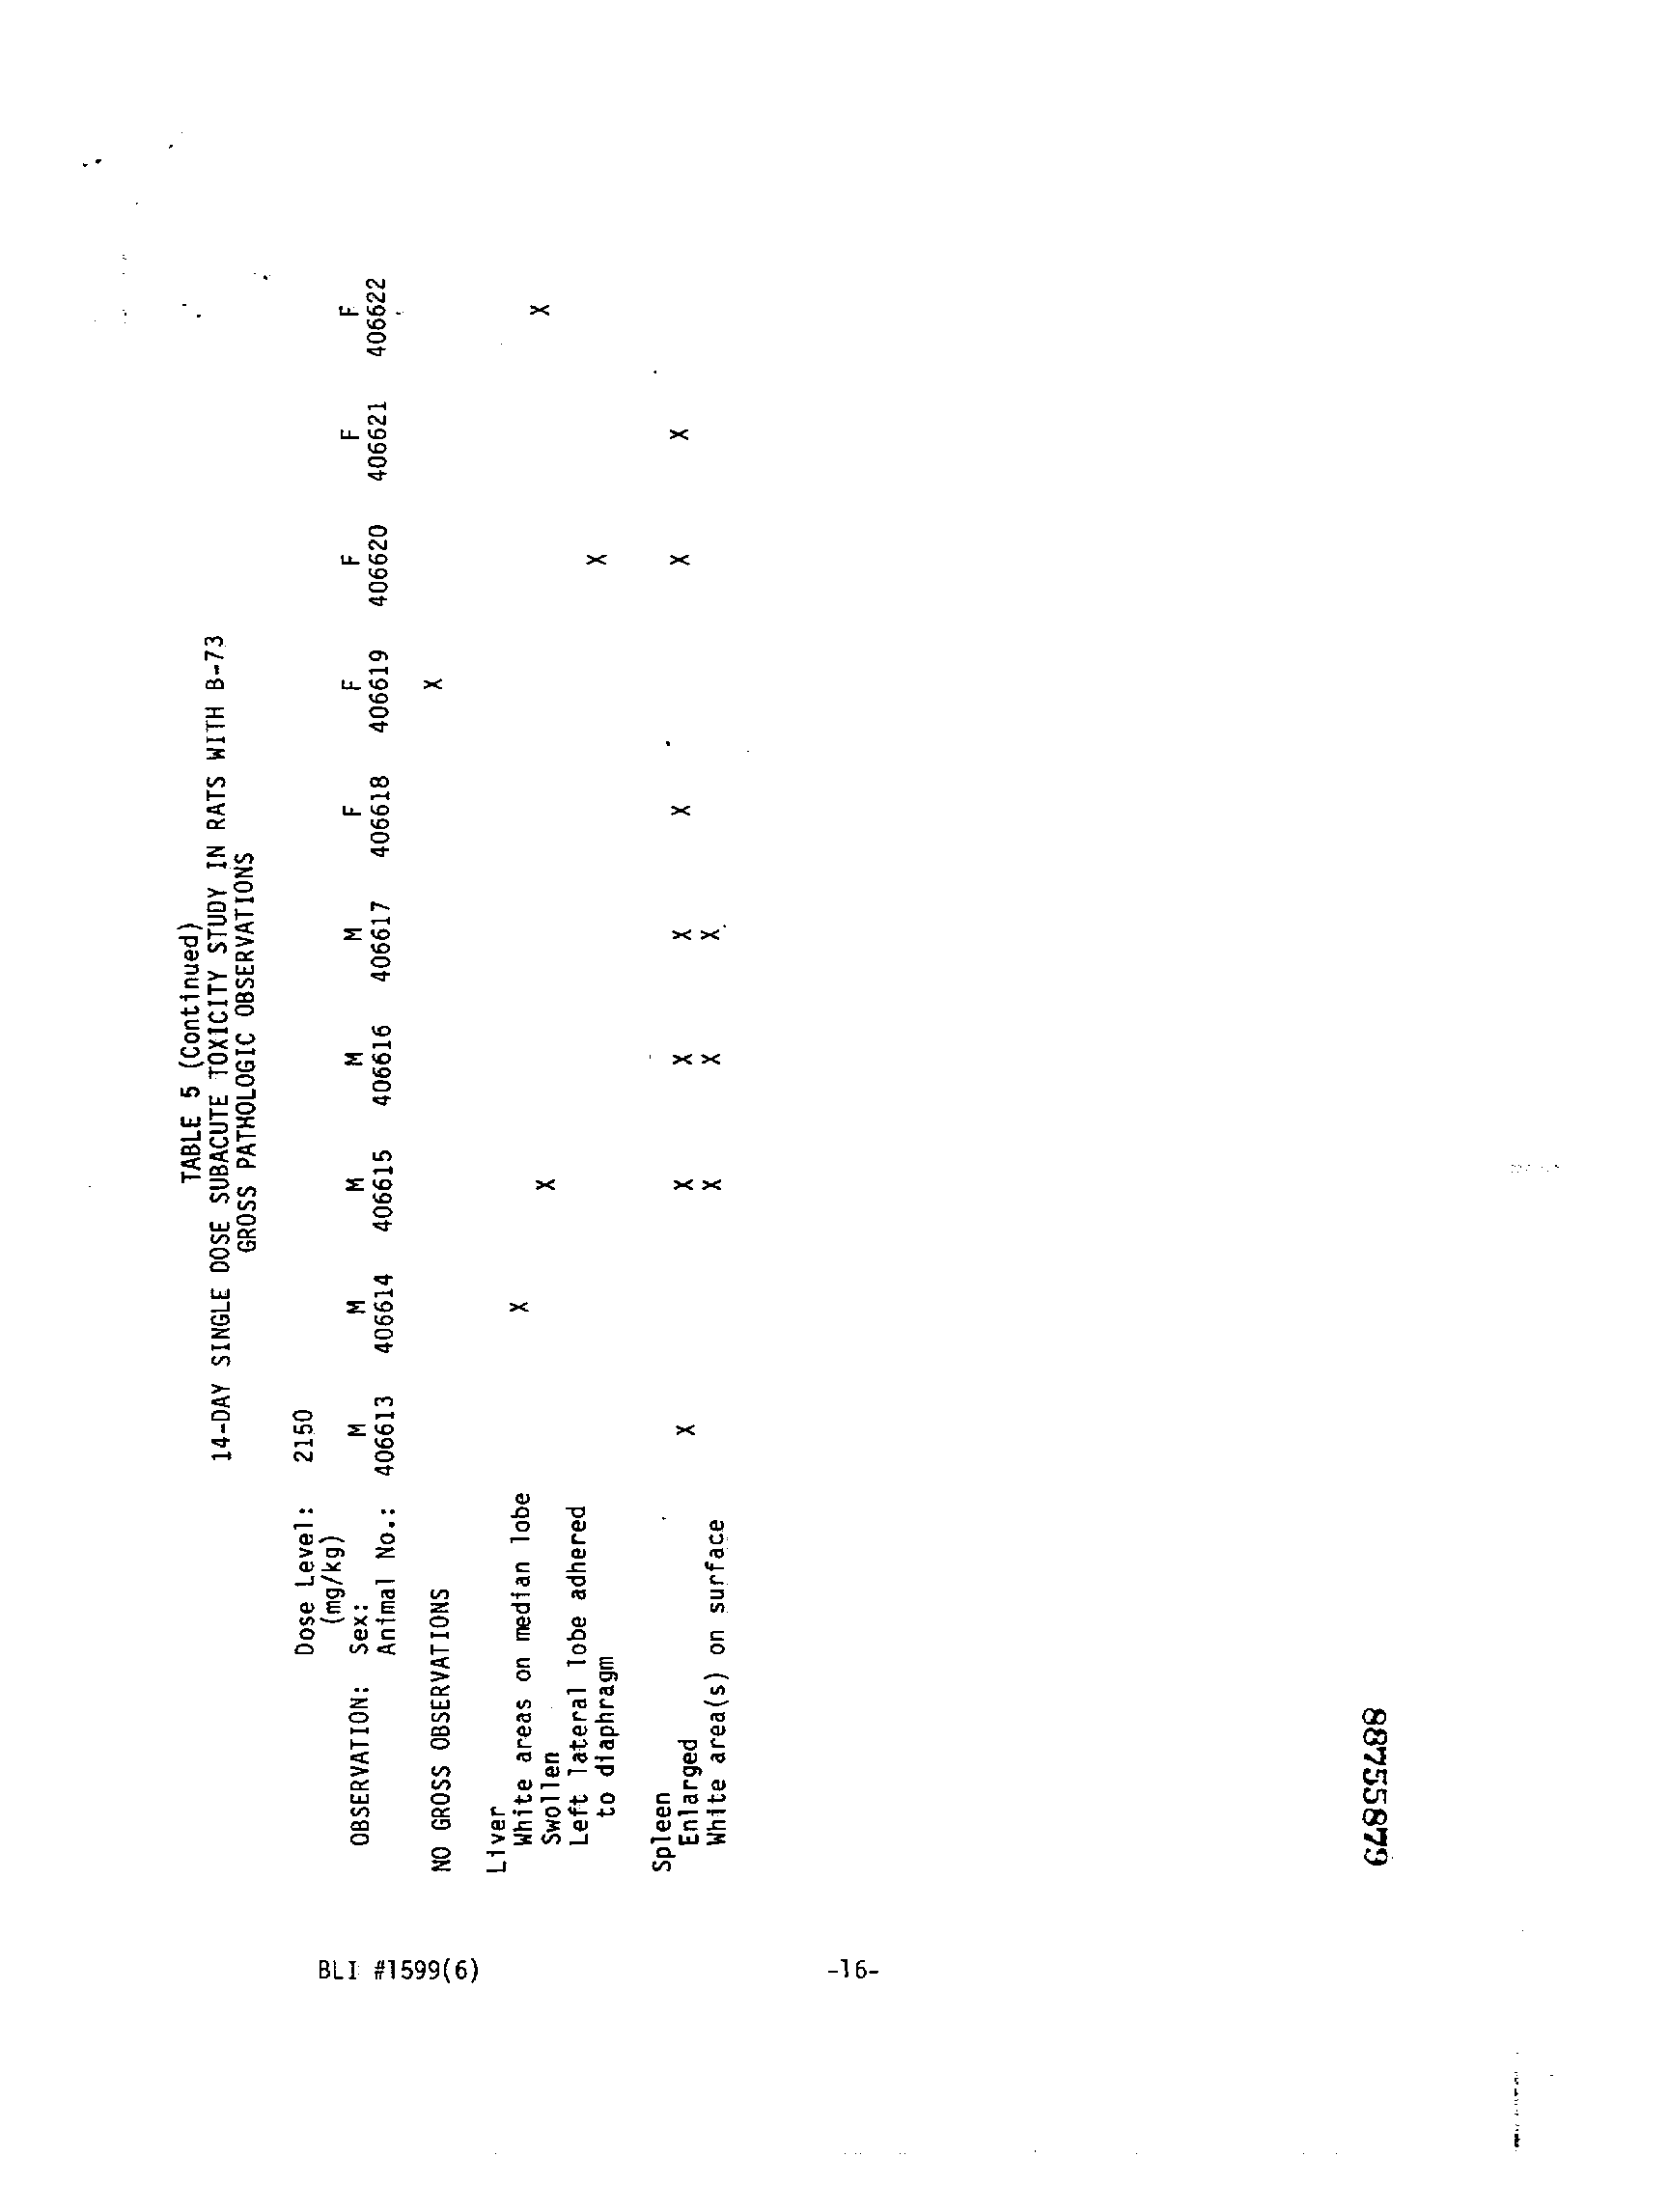 TABLE 5 (Continued)
14-DAY SINGLE DOSE SUBACUTE TOXICITY STUDY IN RATS WITH B-73
GROSS PATHOLOGIC OBSERVATIONS
Dose Level: 2150
(mg/kg)
OBSERVATION: Sex: M M M M M F F F F F
Animal No.: 406613 406614 406615 406616 406617 406618 406619 406620 406621 406622
NO GROSS OBSERVATIONS X
Liver
White areas on median lobe X
Swollen X X
Left lateral lobe adhered
to diaphragm X
Spleen
Enlarged X X X X X X X
White area(s) on surface X X X
BLI #1599(6)
-16-
88755879